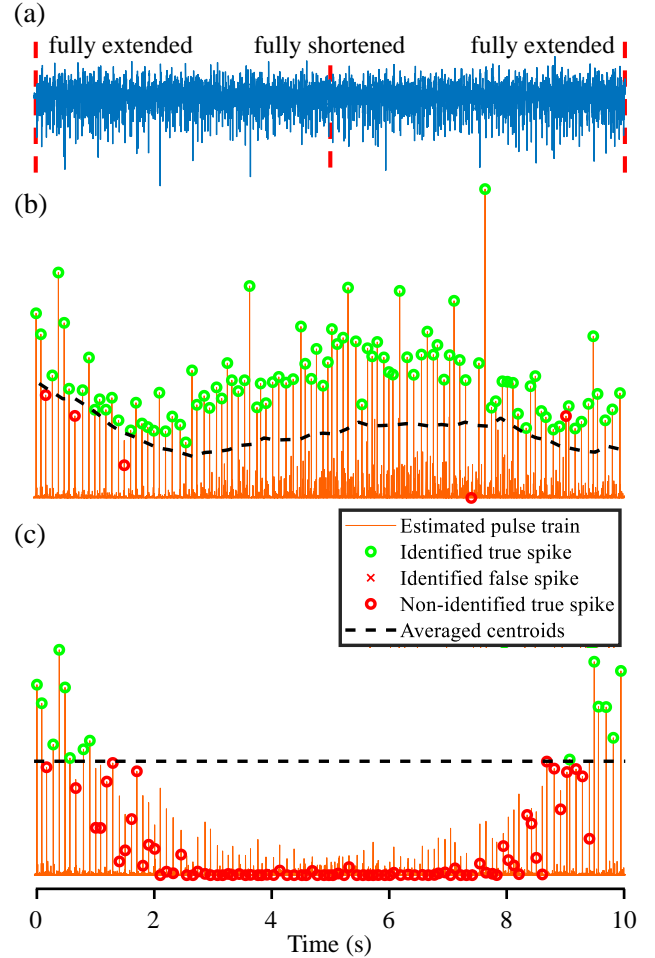 (a)
fully extended fully shortened fully extended
(b)
Estimated pulse train
Identified true spike
Identified false spike
Non-identified true spike
Averaged centroids
(c)
0 2 4 6 8 10
Time (s)